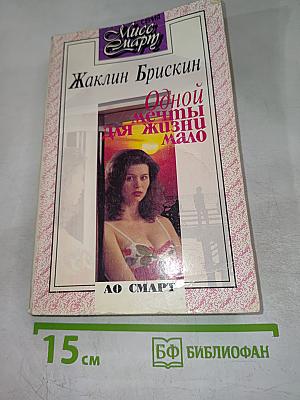 Мисс
Смарт
Жаклин Брискин
Одной
мечты
для жизни
мало
АО СМАРТ
15 см
БФ БИБЛИОФАН